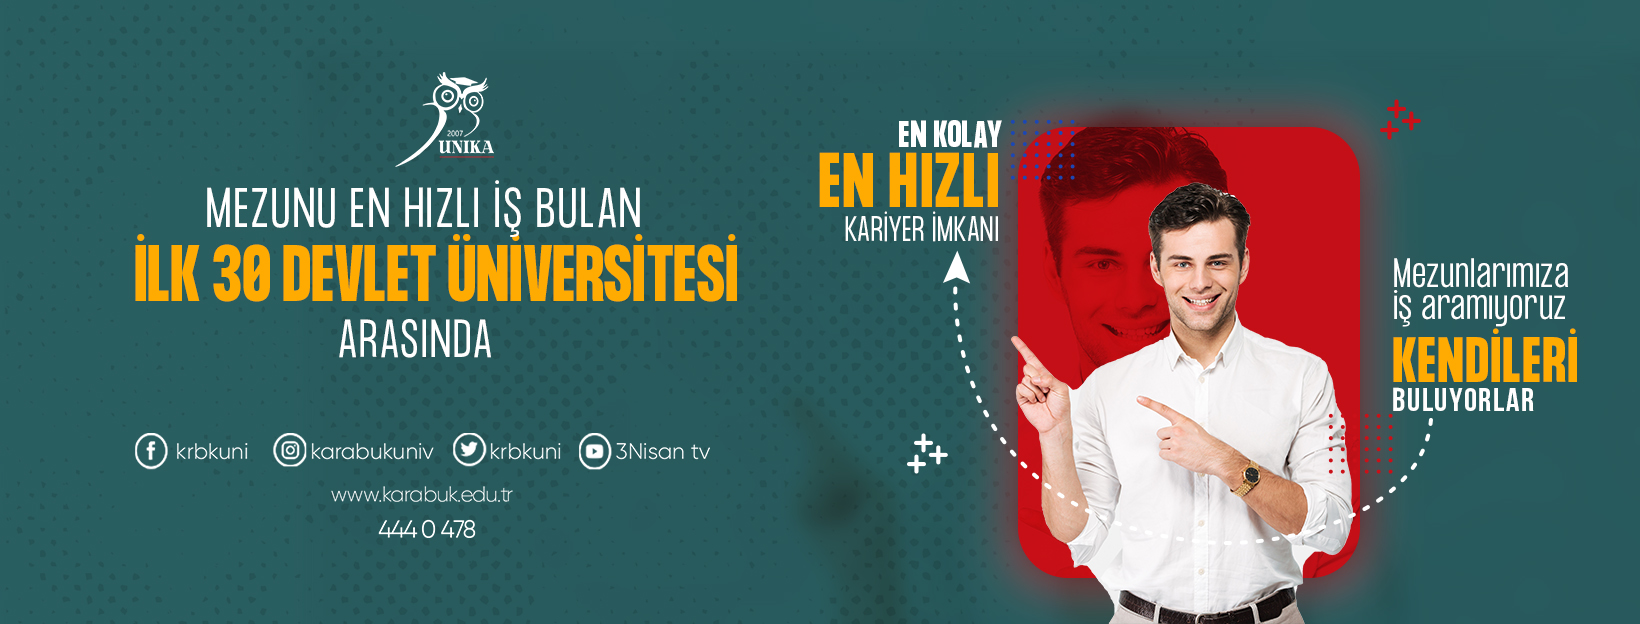 2007
UNIKA
MEZUNU EN HIZLI İŞ BULAN
İLK 30 DEVLET ÜNİVERSİTESİ
ARASINDA
krbkuni karabukuniv krbkuni 3Nisan tv
www.karabuk.edu.tr
444 0 478
EN KOLAY
EN HIZLI
KARİYER İMKANI
Mezunlarımıza
iş aramıyoruz
KENDİLERİ
BULUYORLAR